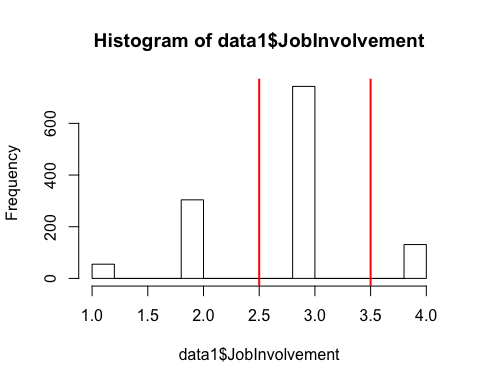 Histogram of data1$JobInvolvement
Frequency
0 200 400 600
1.0 1.5 2.0 2.5 3.0 3.5 4.0
data1$JobInvolvement